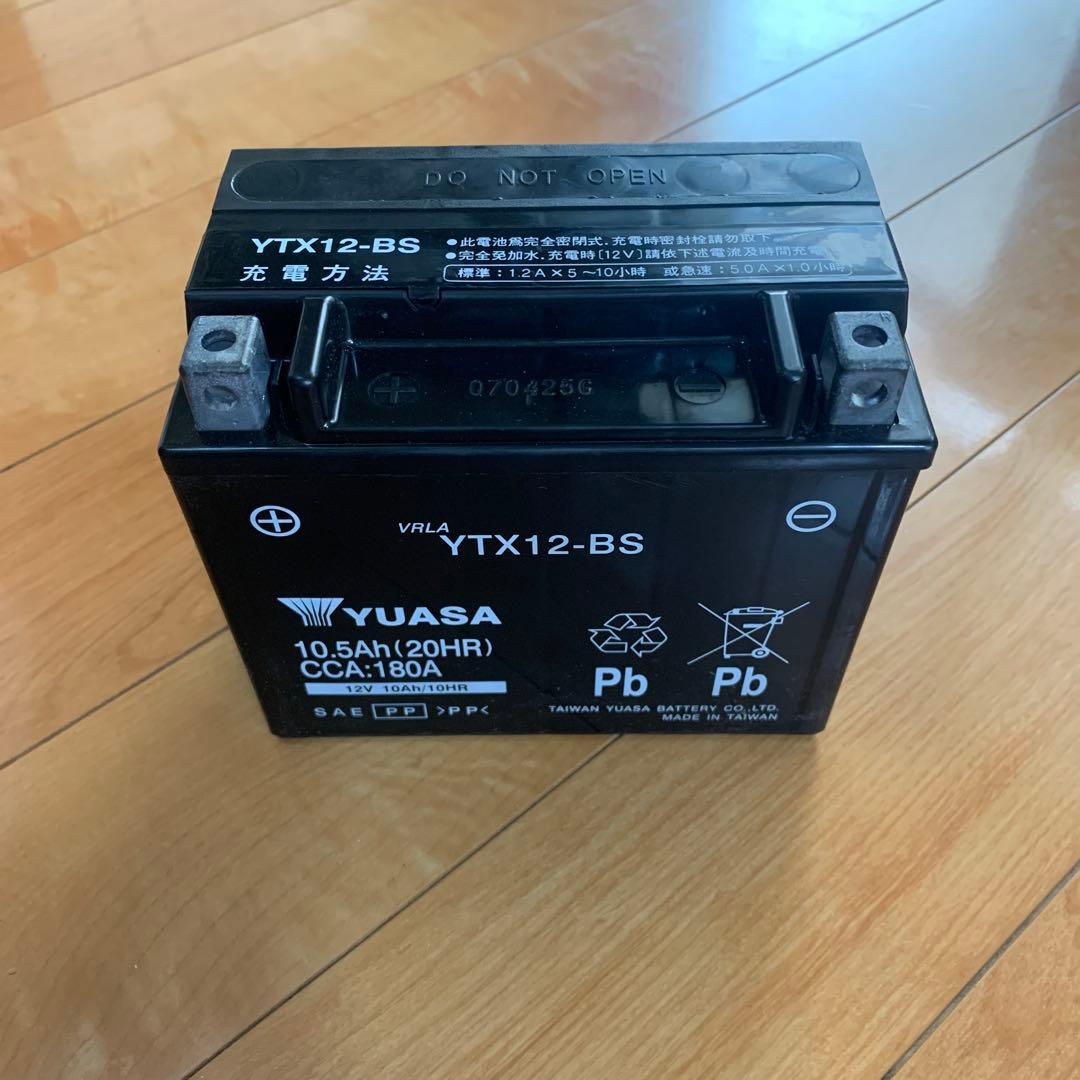 DO NOT OPEN
YTX12-BS
充電方法
●此電池為完全密閉式.充電時密封栓請勿取下
●完全免加水.充電時[12V]請依下述電流及時間充電
標準：1.2A×5～10小時 或急速：5.0A×1.0小時
Q70425G
VRLA YTX12-BS
YUASA
10.5Ah(20HR)
CCA:180A
12V 10Ah/10HR
SAE PP >PP<
Pb Pb
TAIWAN YUASA BATTERY CO.,LTD.
MADE IN TAIWAN